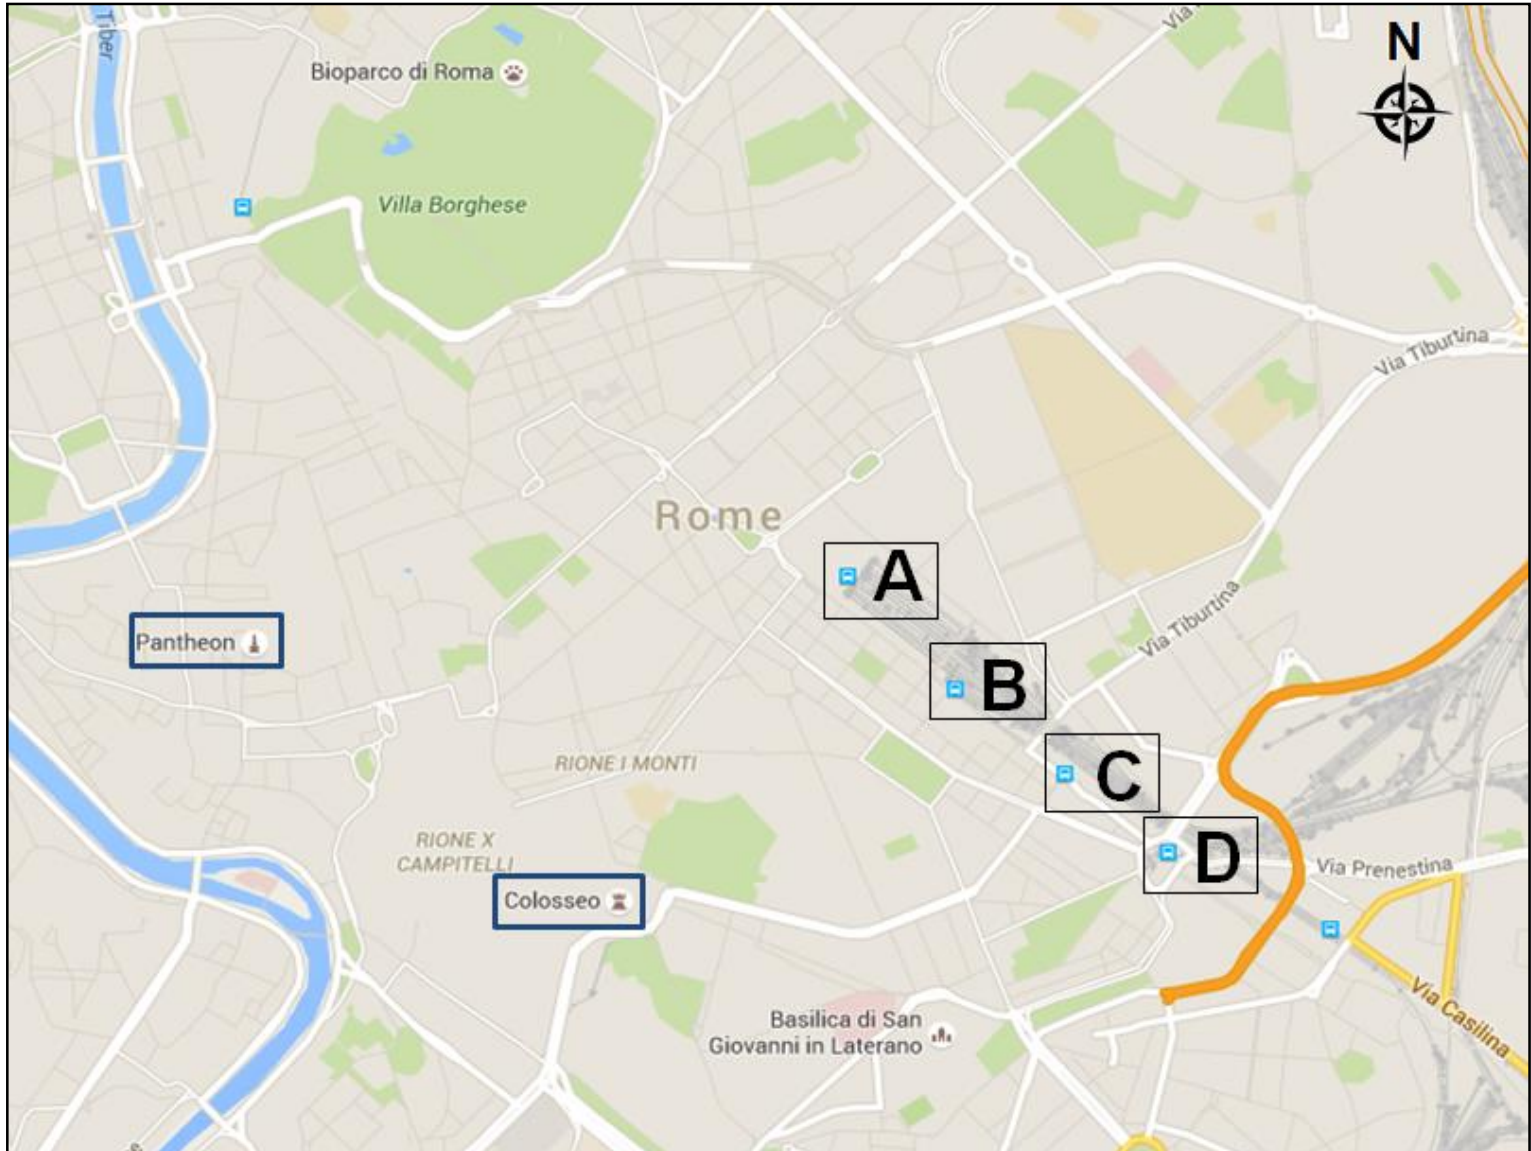 Tiber
Via
N
Bioparco di Roma
Villa Borghese
Via Tiburtina
Rome
A
Via Tiburtina
Pantheon
B
RIONE I MONTI
C
RIONE X
CAMPITELLI
D
Via Prenestina
Colosseo
Via Casilina
Basilica di San
Giovanni in Laterano